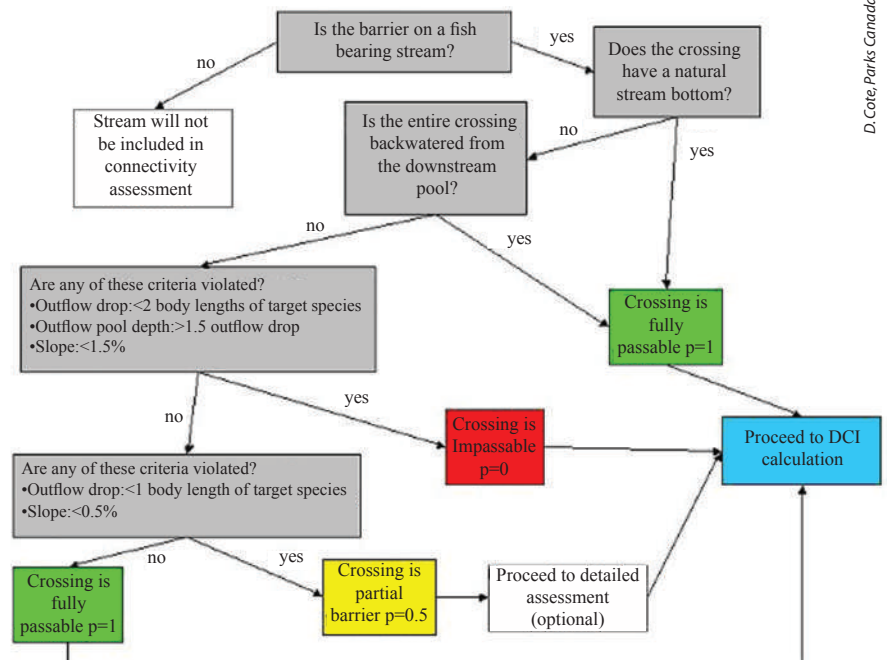 Is the barrier on a fish
bearing stream?
no
yes
Does the crossing
have a natural
stream bottom?
D. Cote, Parks Canada
Stream will not
be included in
connectivity
assessment
Is the entire crossing
backwatered from
the downstream
pool?
no
yes
no
yes
Are any of these criteria violated?
•Outflow drop:<2 body lengths of target species
•Outflow pool depth:>1.5 outflow drop
•Slope:<1.5%
Crossing is
fully
passable p=1
no
yes
Crossing is
Impassable
p=0
Proceed to DCI
calculation
Are any of these criteria violated?
•Outflow drop:<1 body length of target species
•Slope:<0.5%
no
yes
Crossing is
fully
passable p=1
Crossing is
partial
barrier p=0.5
Proceed to detailed
assessment
(optional)